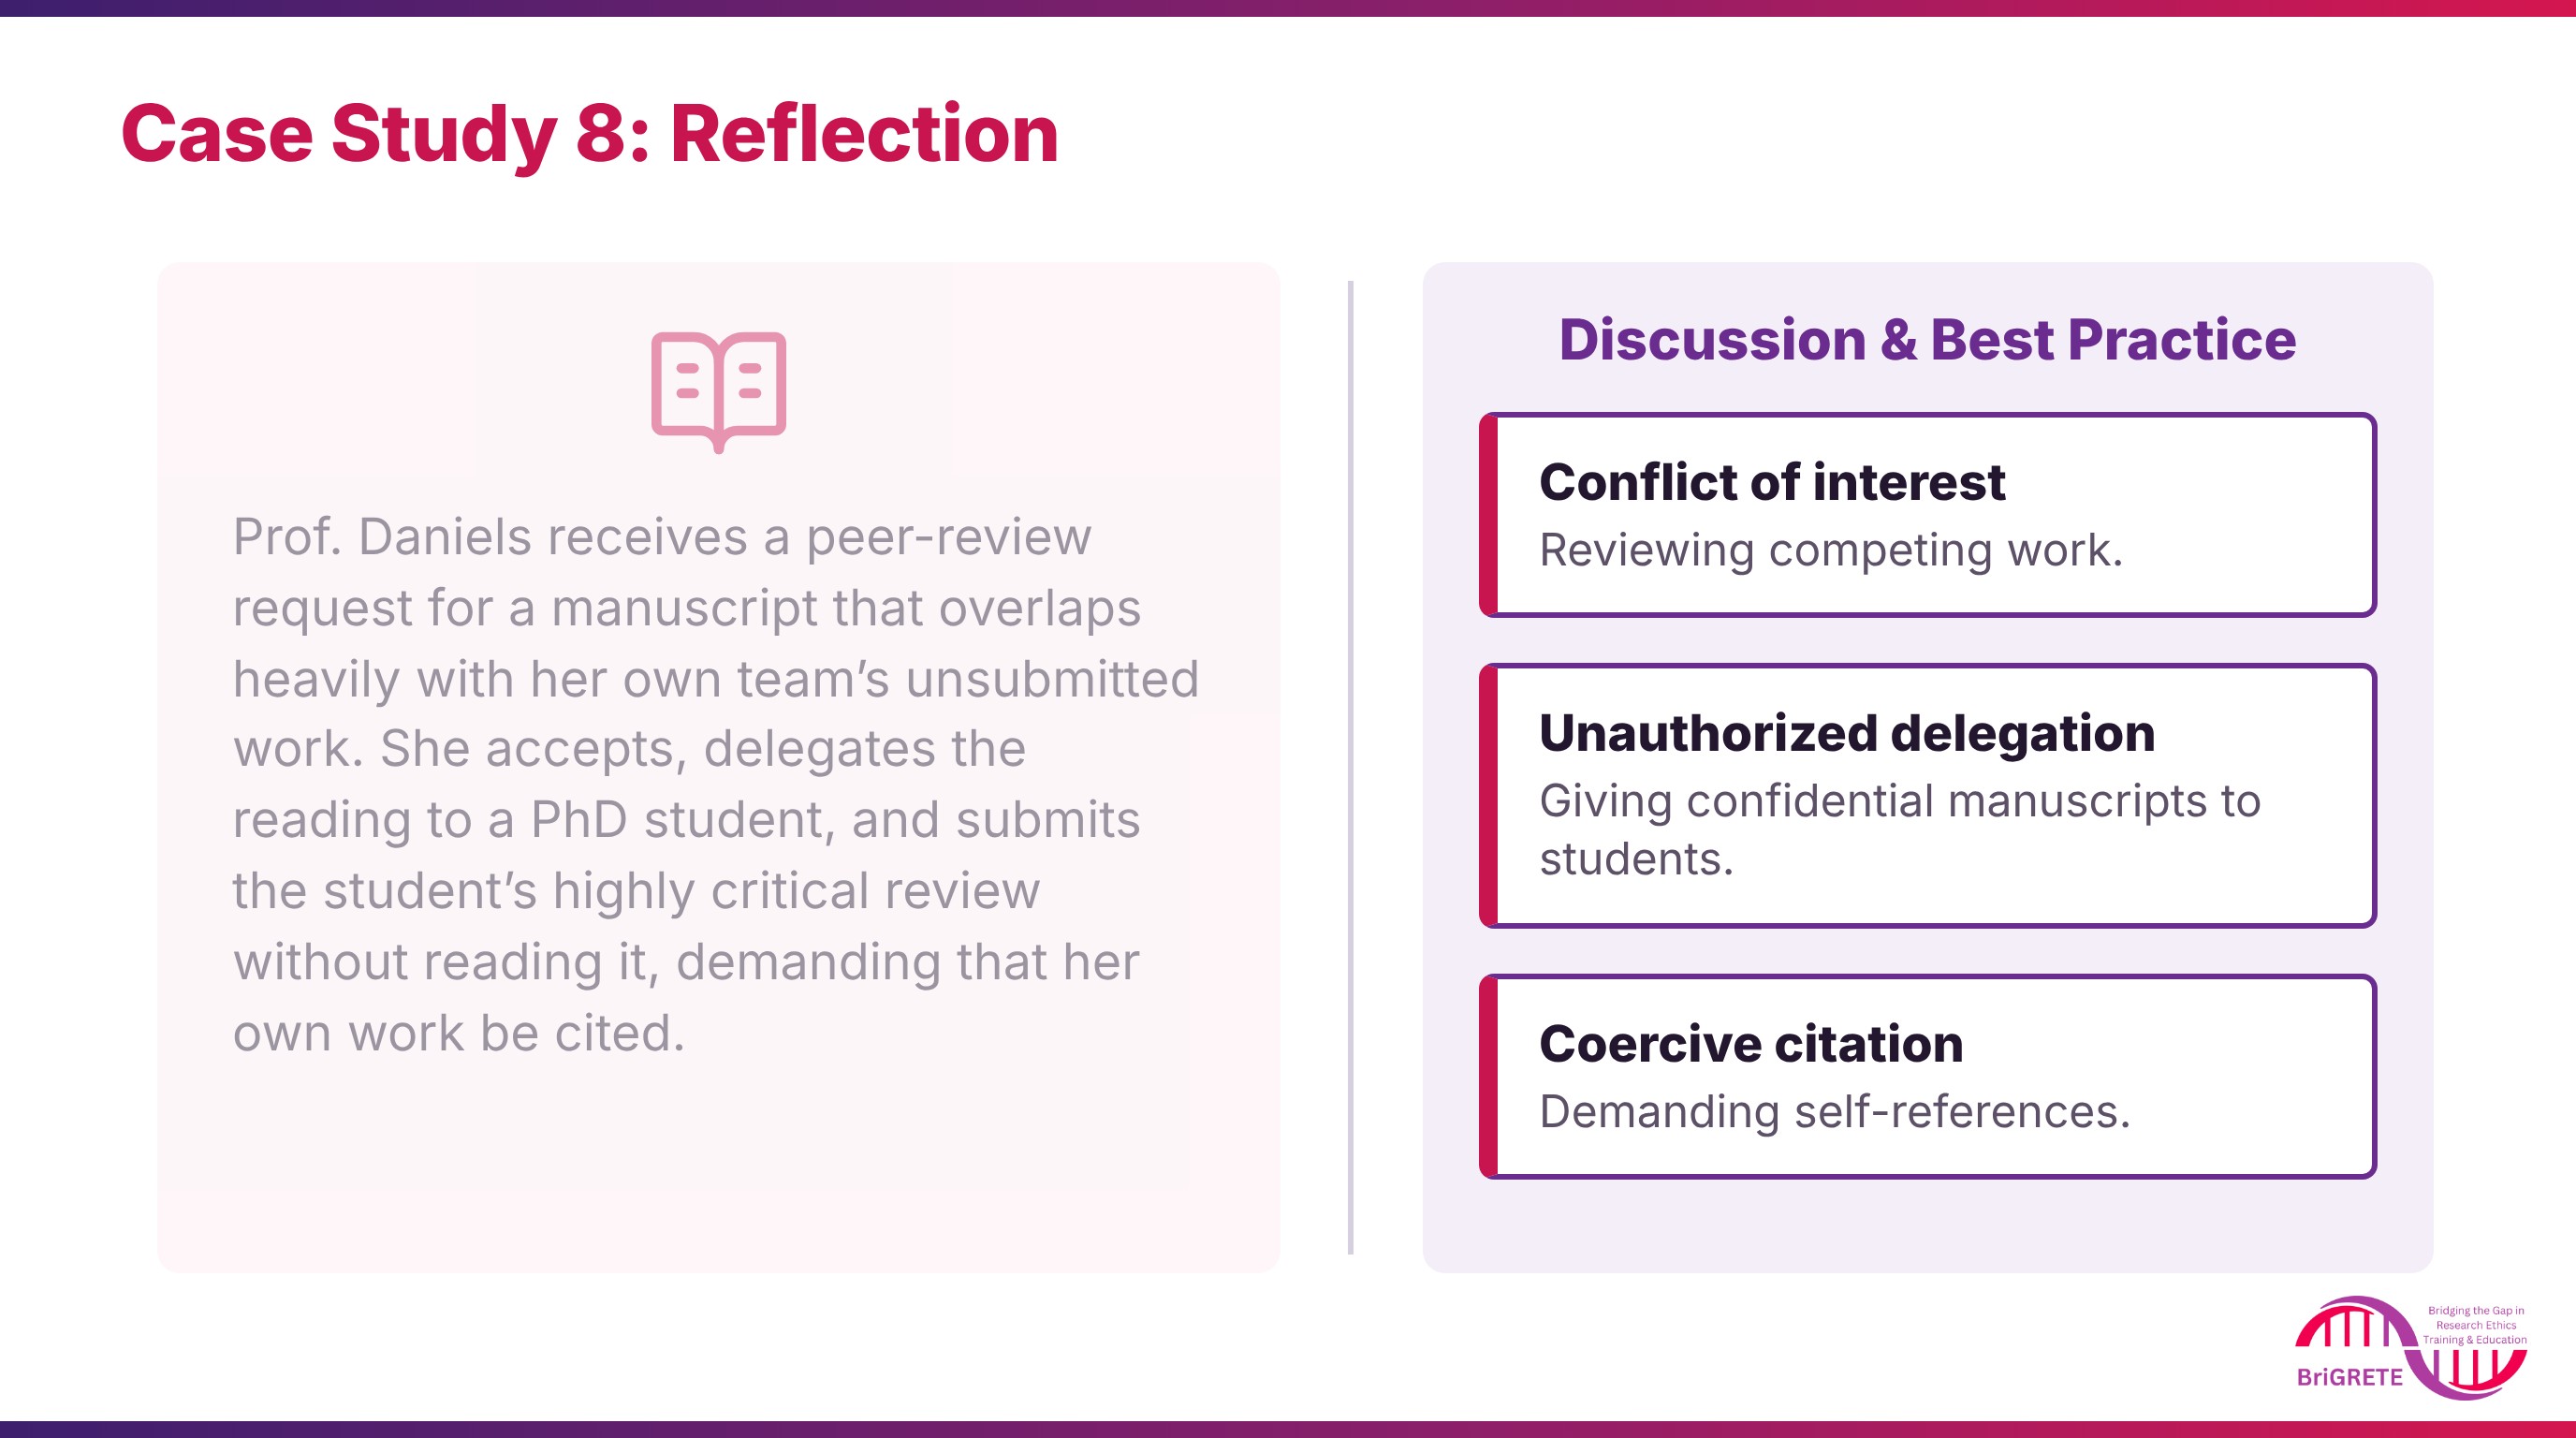 Case Study 8: Reflection
Prof. Daniels receives a peer-review
request for a manuscript that overlaps
heavily with her own team’s unsubmitted
work. She accepts, delegates the
reading to a PhD student, and submits
the student’s highly critical review
without reading it, demanding that her
own work be cited.
Discussion & Best Practice
Conflict of interest
Reviewing competing work.
Unauthorized delegation
Giving confidential manuscripts to
students.
Coercive citation
Demanding self-references.
Bridging the Gap in
Research Ethics
Training & Education
BriGRETE